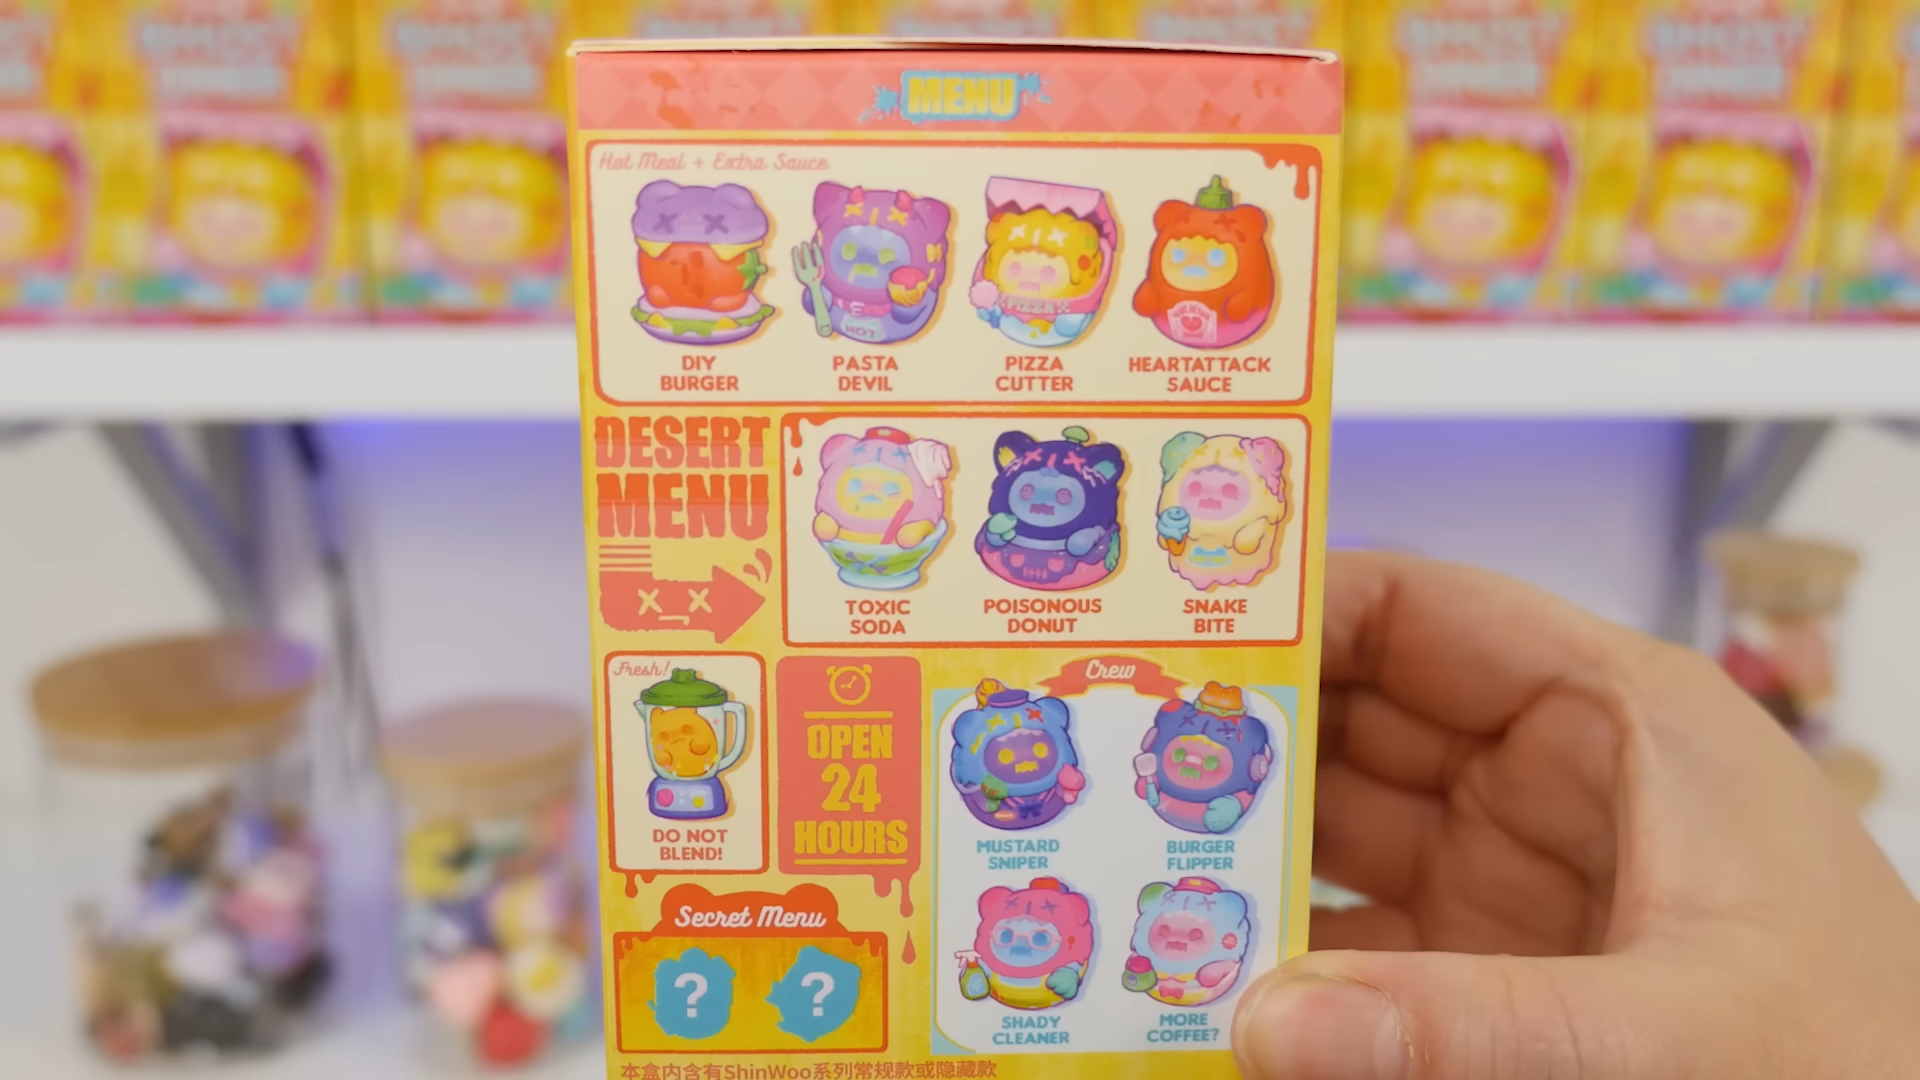 MENU
Hot Meal + Extra Sauce
DIY
BURGER
PASTA
DEVIL
PIZZA
CUTTER
HEARTATTACK
SAUCE
HOT
PIZZA
DESERT
MENU
TOXIC
SODA
POISONOUS
DONUT
SNAKE
BITE
Fresh!
DO NOT
BLEND!
OPEN
24
HOURS
Crew
MUSTARD
SNIPER
BURGER
FLIPPER
SHADY
CLEANER
MORE
COFFEE?
Secret Menu
? ?
本盒内含有ShinWoo系列常规款或隐藏款